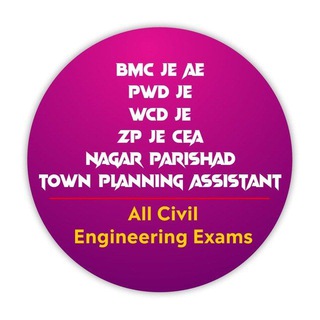 BMC JE AE
PWD JE
WCD JE
ZP JE CEA
NAGAR PARISHAD
TOWN PLANNING ASSISTANT
All Civil
Engineering Exams